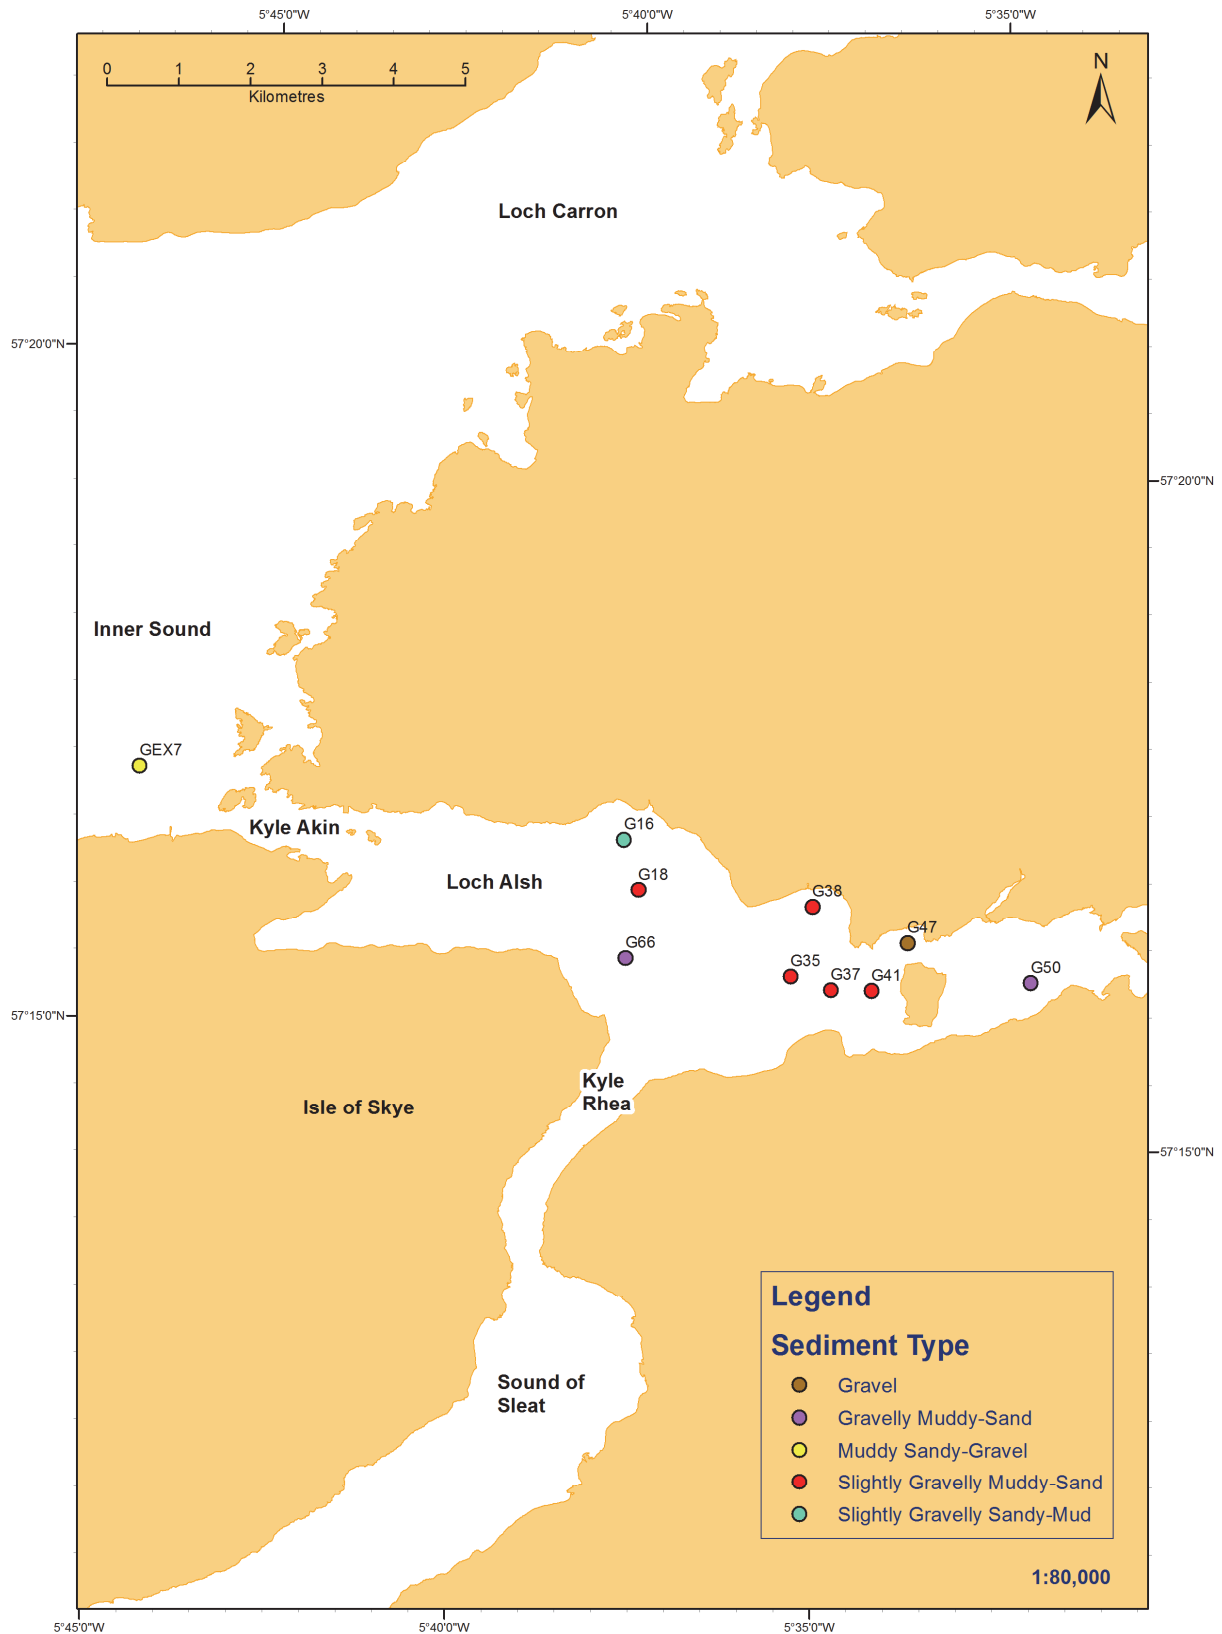 5°45'0"W
5°40'0"W
5°35'0"W
0 1 2 3 4 5
Kilometres
N
Loch Carron
57°20'0"N
57°20'0"N
Inner Sound
GEX7
Kyle Akin
G16
Loch Alsh
G18
G38
G47
G66
G35
G37
G41
G50
57°15'0"N
Kyle
Rhea
Isle of Skye
57°15'0"N
Sound of
Sleat
Legend
Sediment Type
Gravel
Gravelly Muddy-Sand
Muddy Sandy-Gravel
Slightly Gravelly Muddy-Sand
Slightly Gravelly Sandy-Mud
1:80,000
5°45'0"W
5°40'0"W
5°35'0"W